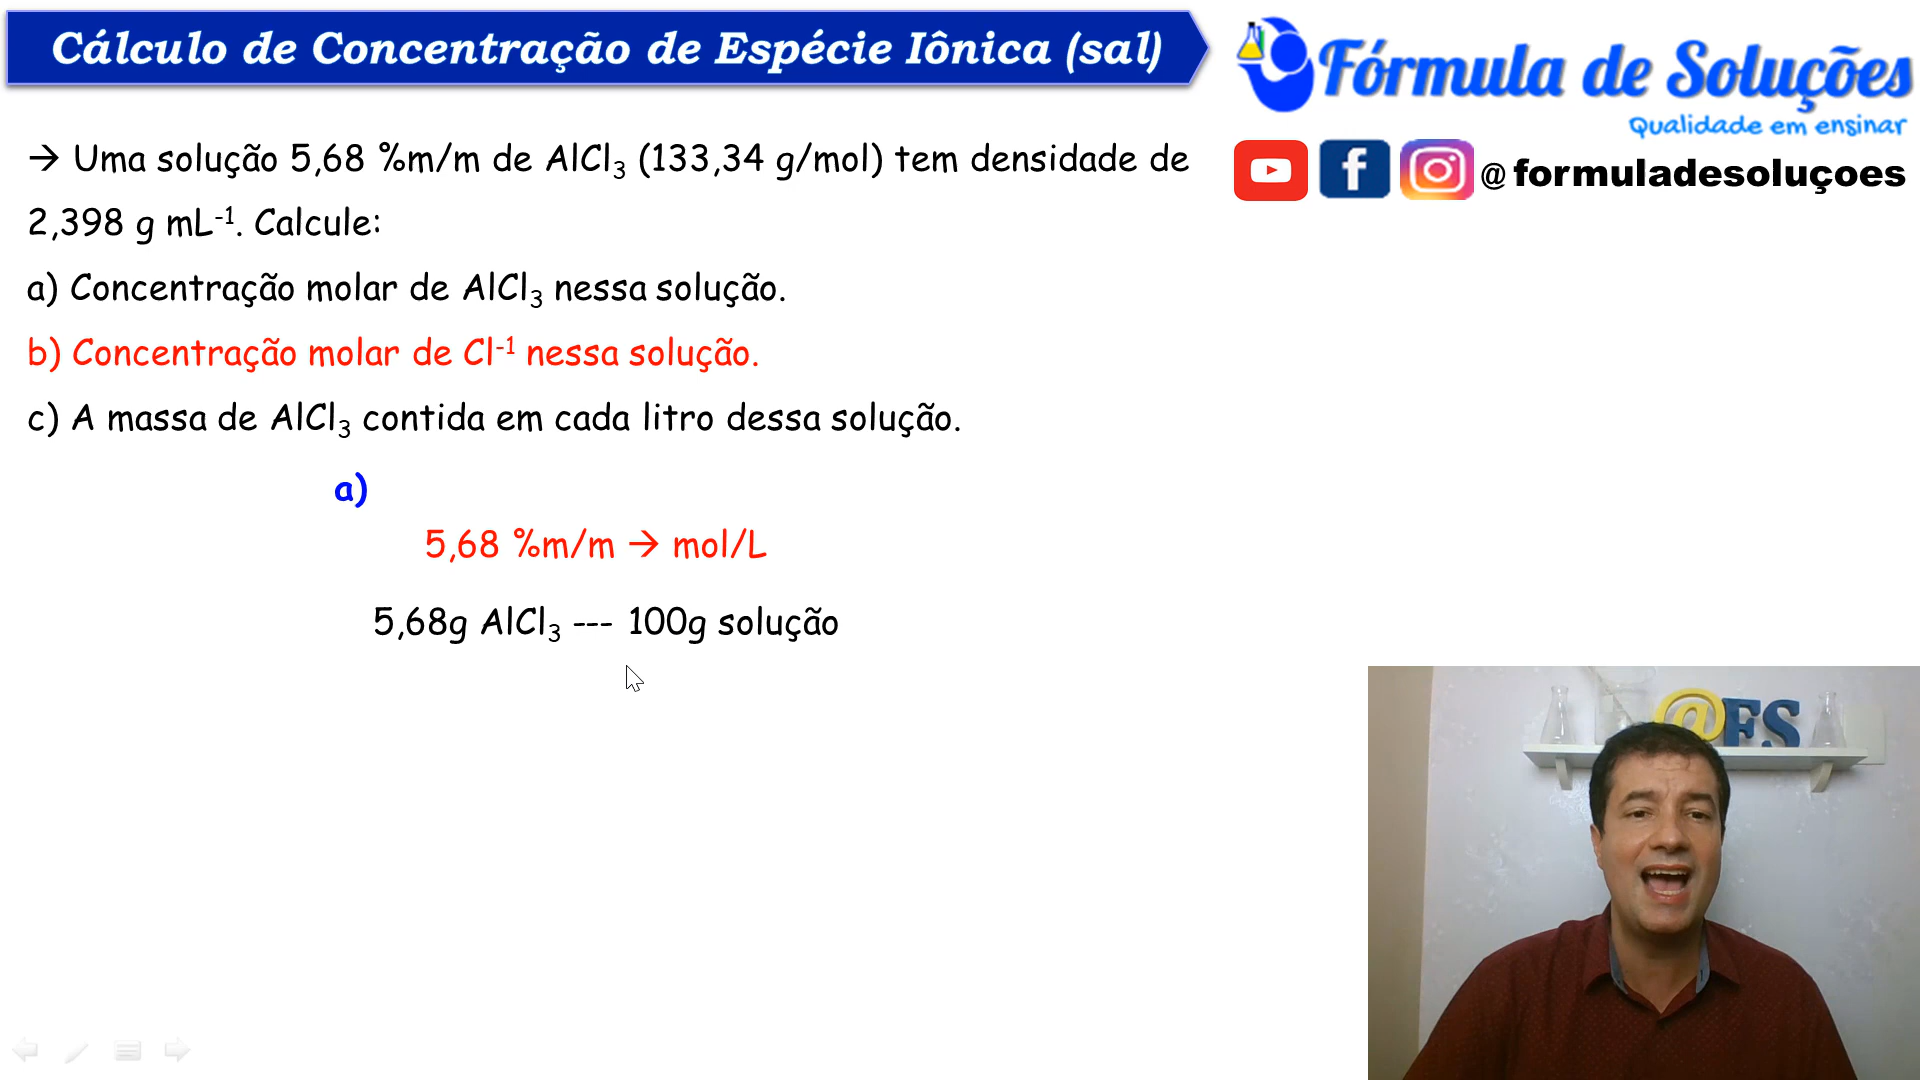 Cálculo de Concentração de Espécie Iônica (sal)
Fórmula de Soluções
Qualidade em ensinar
@formuladesoluçoes
→ Uma solução 5,68 %m/m de AlCl₃ (133,34 g/mol) tem densidade de
2,398 g mL⁻¹. Calcule:
a) Concentração molar de AlCl₃ nessa solução.
b) Concentração molar de Cl⁻¹ nessa solução.
c) A massa de AlCl₃ contida em cada litro dessa solução.
a)
5,68 %m/m → mol/L
5,68g AlCl₃ --- 100g solução
@FS